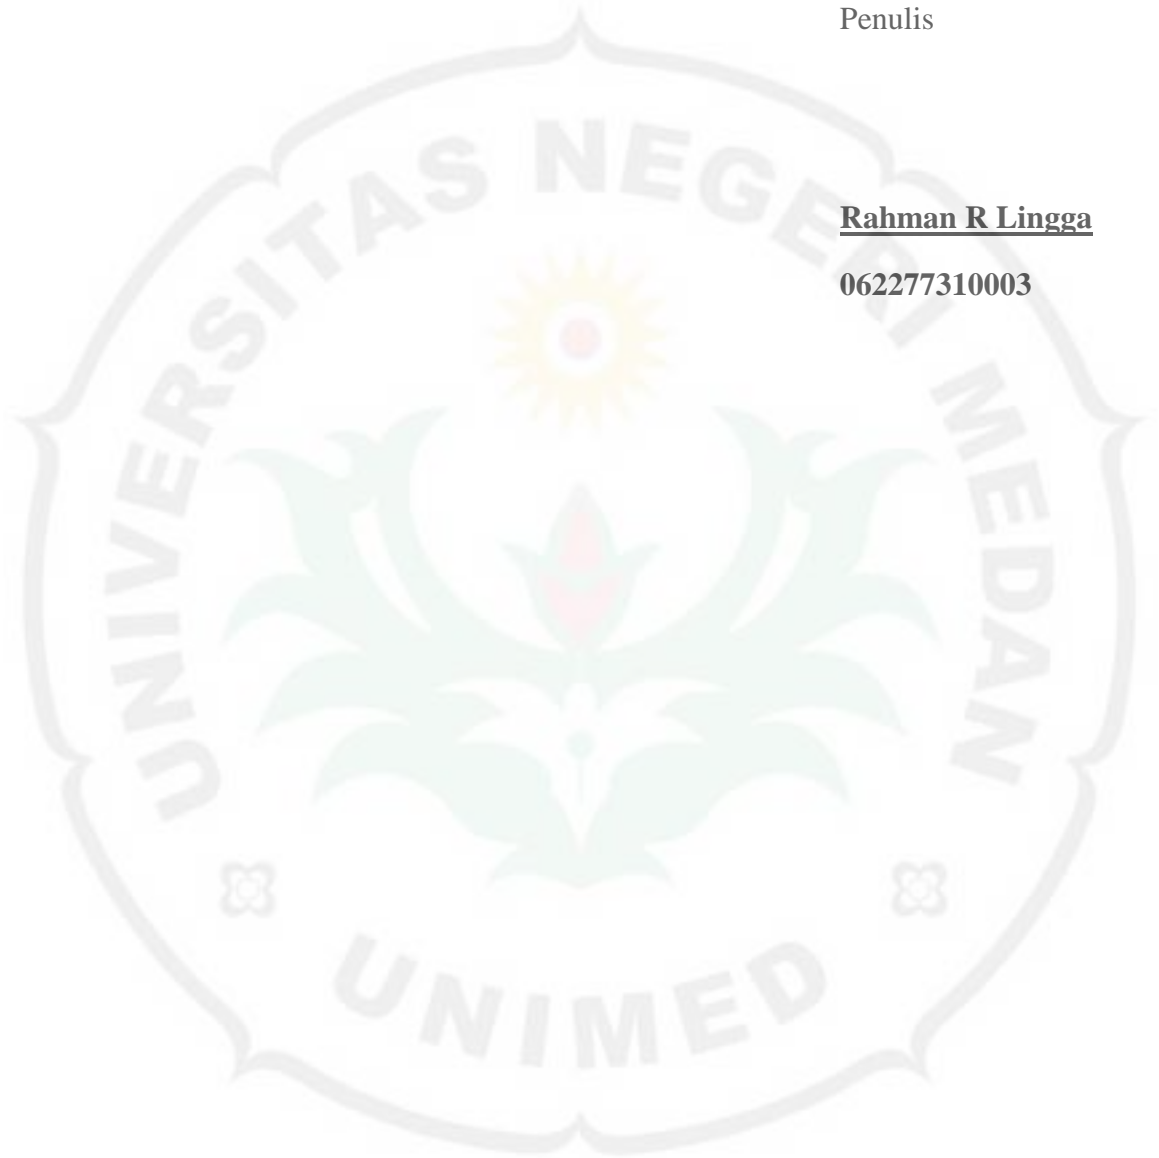 Penulis
Rahman R Lingga
062277310003
UNIVERSITAS NEGERI MEDAN
UNIMED